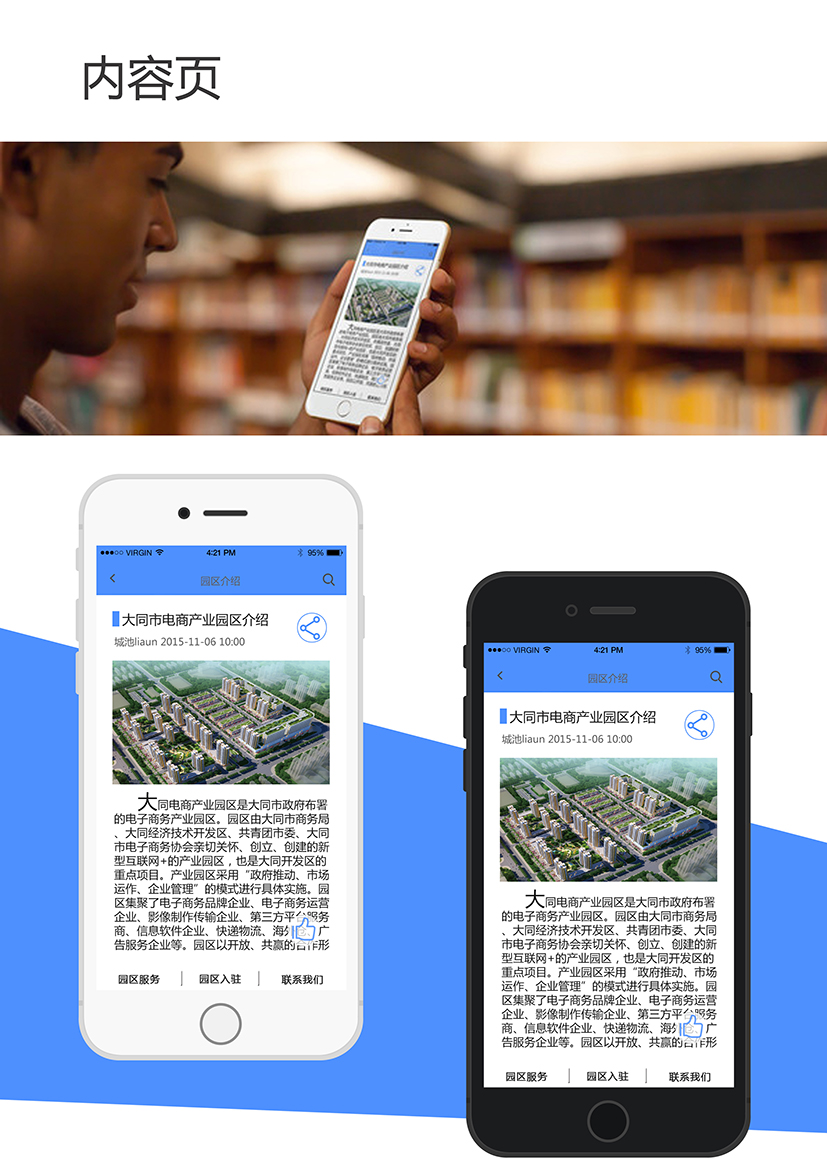 内容页
大同市电商产业园区介绍
●●●○○ VIRGIN 4:21 PM 95%
园区介绍
大同市电商产业园区介绍
城池liaun 2015-11-06 10:00
大同电商产业园区是大同市政府布署
的电子商务产业园区。园区由大同市商务局
、大同经济技术开发区、共青团市委、大同
市电子商务协会亲切关怀、创立、创建的新
型互联网+的产业园区，也是大同开发区的
重点项目。产业园区采用“政府推动、市场
运作、企业管理”的模式进行具体实施。园
区集聚了电子商务品牌企业、电子商务运营
企业、影像制作传输企业、第三方平台服务
商、信息软件企业、快递物流、海外仓、广
告服务企业等。园区以开放、共赢的合作形
园区服务 园区入驻 联系我们
●●●○○ VIRGIN 4:21 PM 95%
园区介绍
大同市电商产业园区介绍
城池liaun 2015-11-06 10:00
大同电商产业园区是大同市政府布署
的电子商务产业园区。园区由大同市商务局
、大同经济技术开发区、共青团市委、大同
市电子商务协会亲切关怀、创立、创建的新
型互联网+的产业园区，也是大同开发区的
重点项目。产业园区采用“政府推动、市场
运作、企业管理”的模式进行具体实施。园
区集聚了电子商务品牌企业、电子商务运营
企业、影像制作传输企业、第三方平台服务
商、信息软件企业、快递物流、海外仓、广
告服务企业等。园区以开放、共赢的合作形
园区服务 园区入驻 联系我们